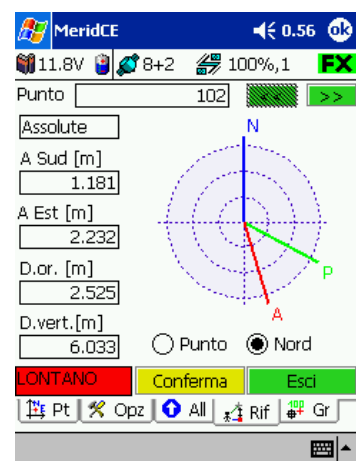 MeridCE 0.56 ok
11.8V 8+2 100%,1 FX
Punto 102 << >>
Assolute
N
A Sud [m]
1.181
A Est [m]
2.232
D.or. [m]
2.525
P
A
D.vert.[m]
6.033
Punto Nord
LONTANO Conferma Esci
Pt Opz All Rif Gr